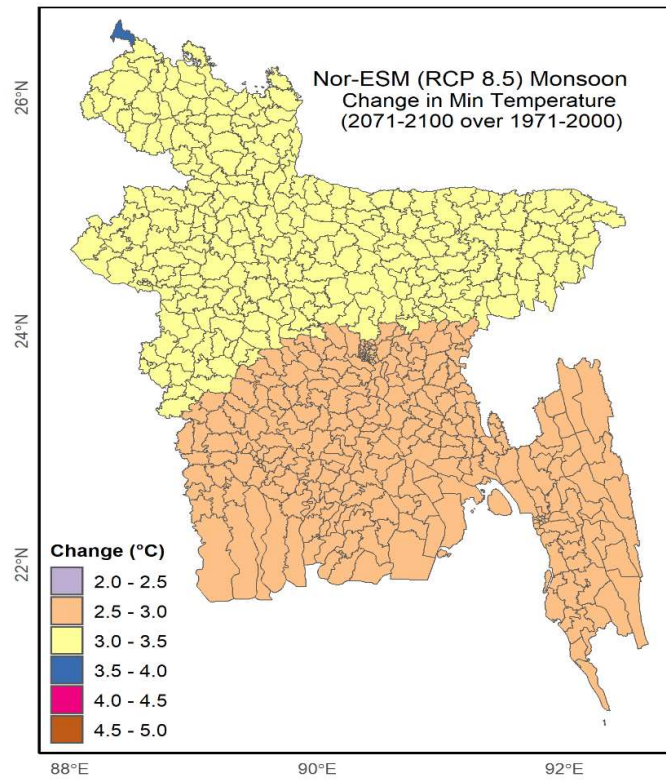 Nor-ESM (RCP 8.5) Monsoon
Change in Min Temperature
(2071-2100 over 1971-2000)
26°N
24°N
22°N
Change (°C)
2.0 - 2.5
2.5 - 3.0
3.0 - 3.5
3.5 - 4.0
4.0 - 4.5
4.5 - 5.0
88°E
90°E
92°E